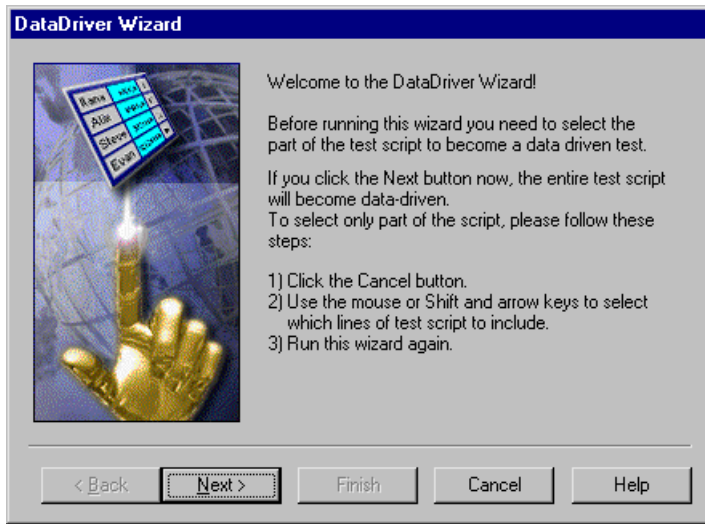 DataDriver Wizard
Rana
Alix
Steve
Evan
Welcome to the DataDriver Wizard!
Before running this wizard you need to select the
part of the test script to become a data driven test.
If you click the Next button now, the entire test script
will become data-driven.
To select only part of the script, please follow these
steps:
1) Click the Cancel button.
2) Use the mouse or Shift and arrow keys to select
which lines of test script to include.
3) Run this wizard again.
< Back
Next >
Finish
Cancel
Help